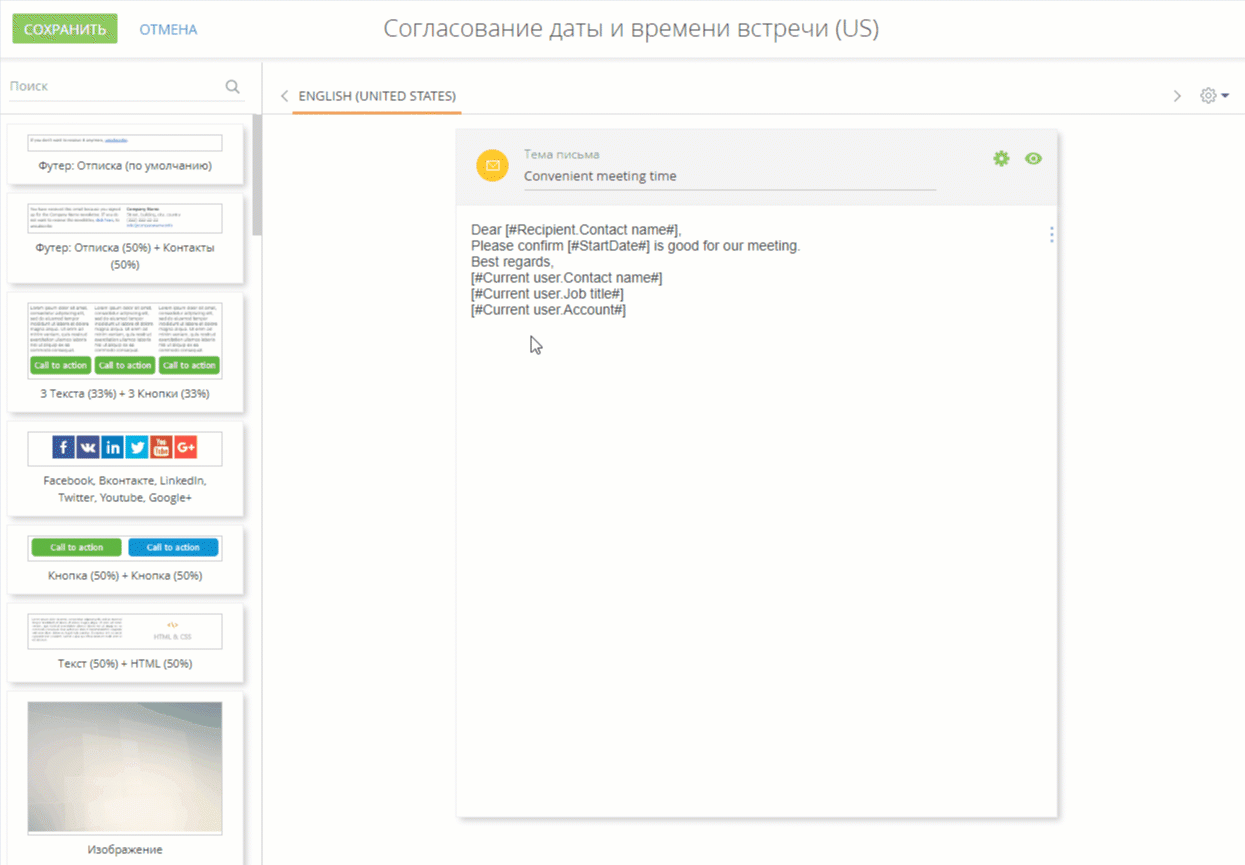 СОХРАНИТЬ
ОТМЕНА
Согласование даты и времени встречи (US)
Поиск
ENGLISH (UNITED STATES)
Футер: Отписка (по умолчанию)
Company Name
Футер: Отписка (50%) + Контакты
(50%)
Call to action
Call to action
Call to action
3 Текста (33%) + 3 Кнопки (33%)
f
in
You
Tube
G+
Facebook, Вконтакте, LinkedIn,
Twitter, Youtube, Google+
Call to action
Call to action
Кнопка (50%) + Кнопка (50%)
</>
HTML & CSS
Текст (50%) + HTML (50%)
Изображение
Тема письма
Convenient meeting time
Dear [#Recipient.Contact name#],
Please confirm [#StartDate#] is good for our meeting.
Best regards,
[#Current user.Contact name#]
[#Current user.Job title#]
[#Current user.Account#]